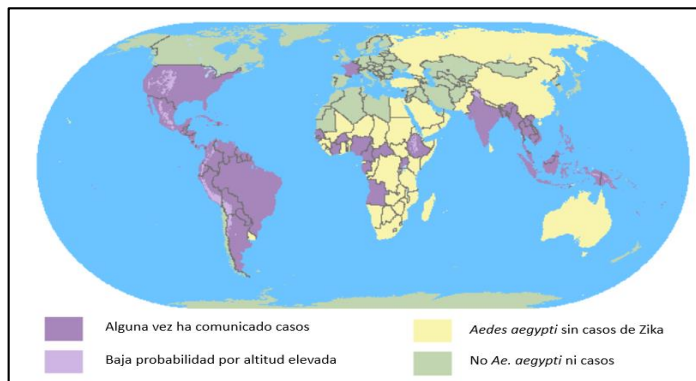 Alguna vez ha comunicado casos
Baja probabilidad por altitud elevada
Aedes aegypti sin casos de Zika
No Ae. aegypti ni casos